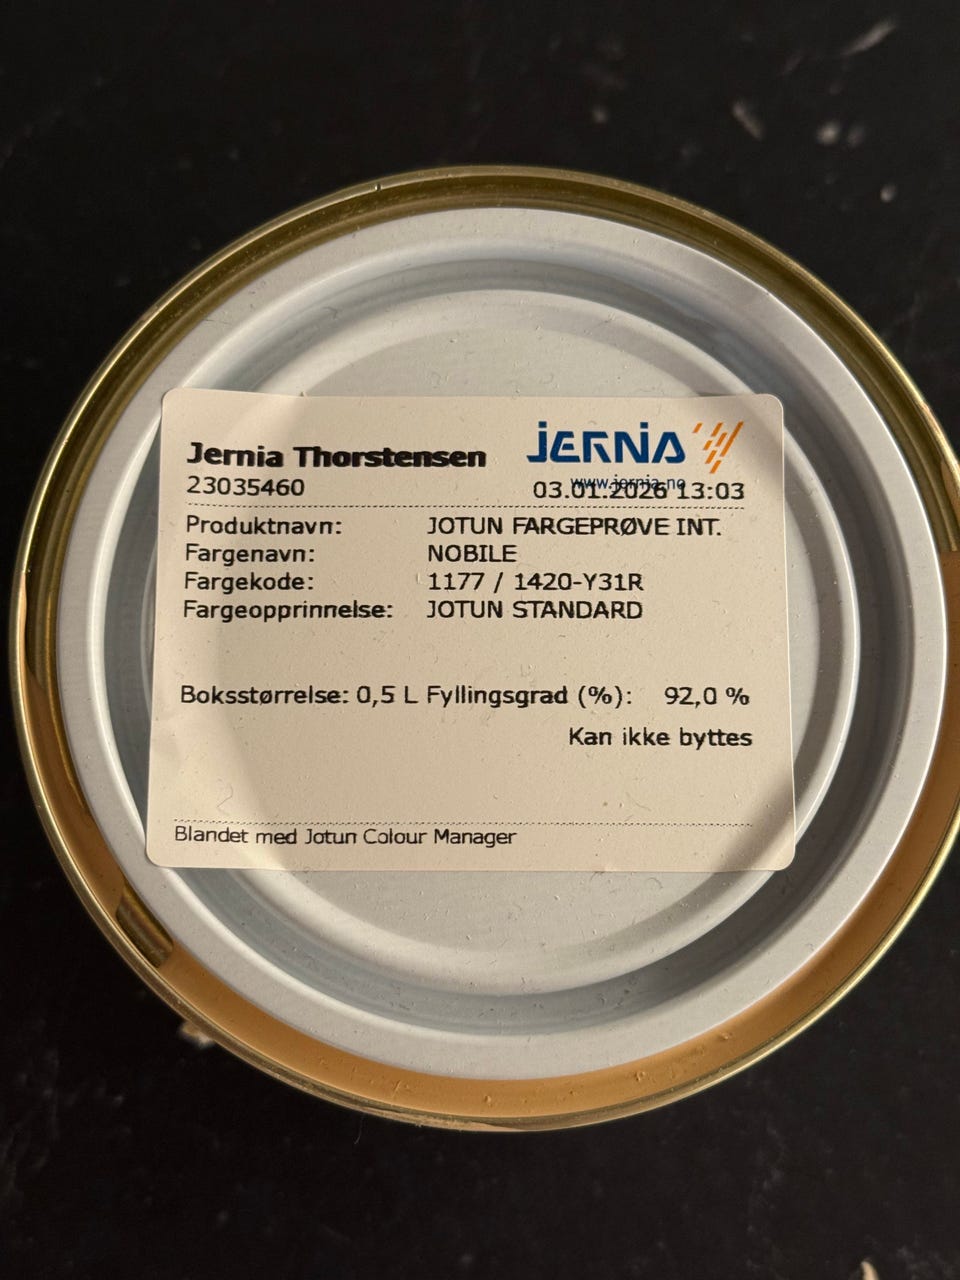 Jernia Thorstensen
JERNIA
www.jernia.no
23035460
03.01.2026 13:03
Produktnavn: JOTUN FARGEPRØVE INT.
Fargenavn: NOBILE
Fargekode: 1177 / 1420-Y31R
Fargeopprinnelse: JOTUN STANDARD
Boksstørrelse: 0,5 L Fyllingsgrad (%): 92,0 %
Kan ikke byttes
Blandet med Jotun Colour Manager